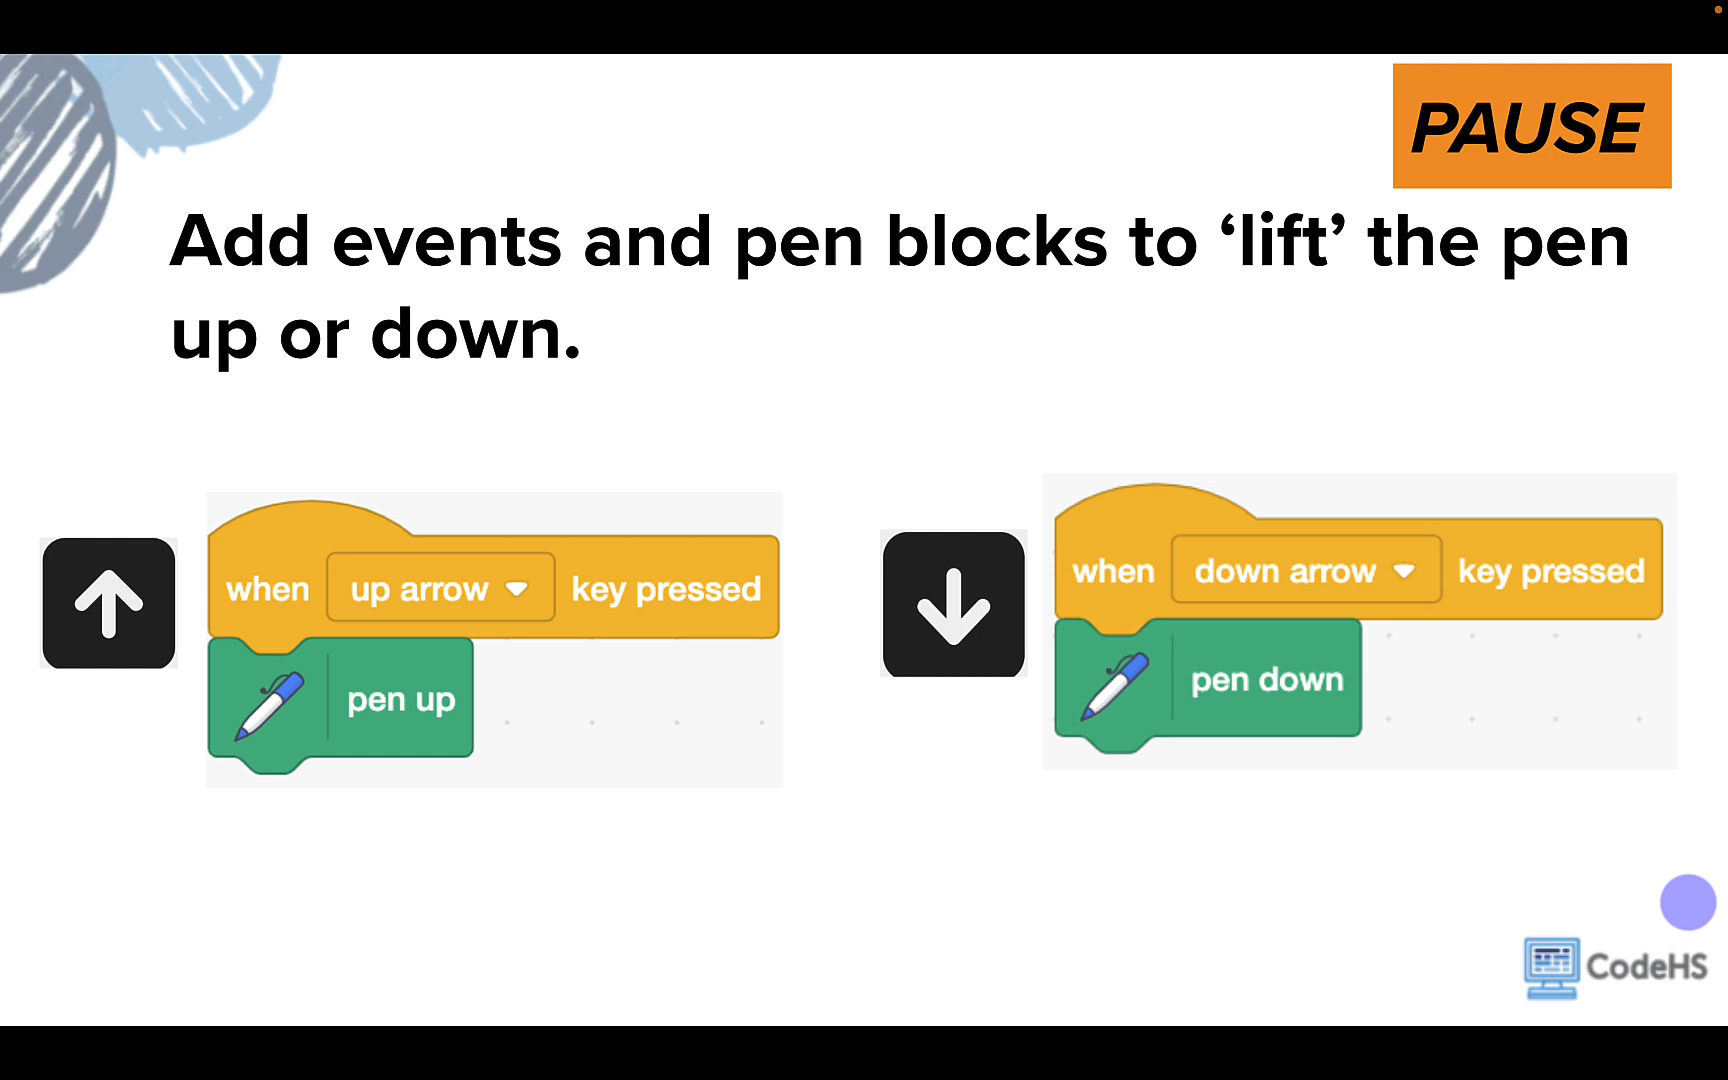 PAUSE
Add events and pen blocks to ‘lift’ the pen
up or down.
when up arrow key pressed
pen up
when down arrow key pressed
pen down
CodeHS